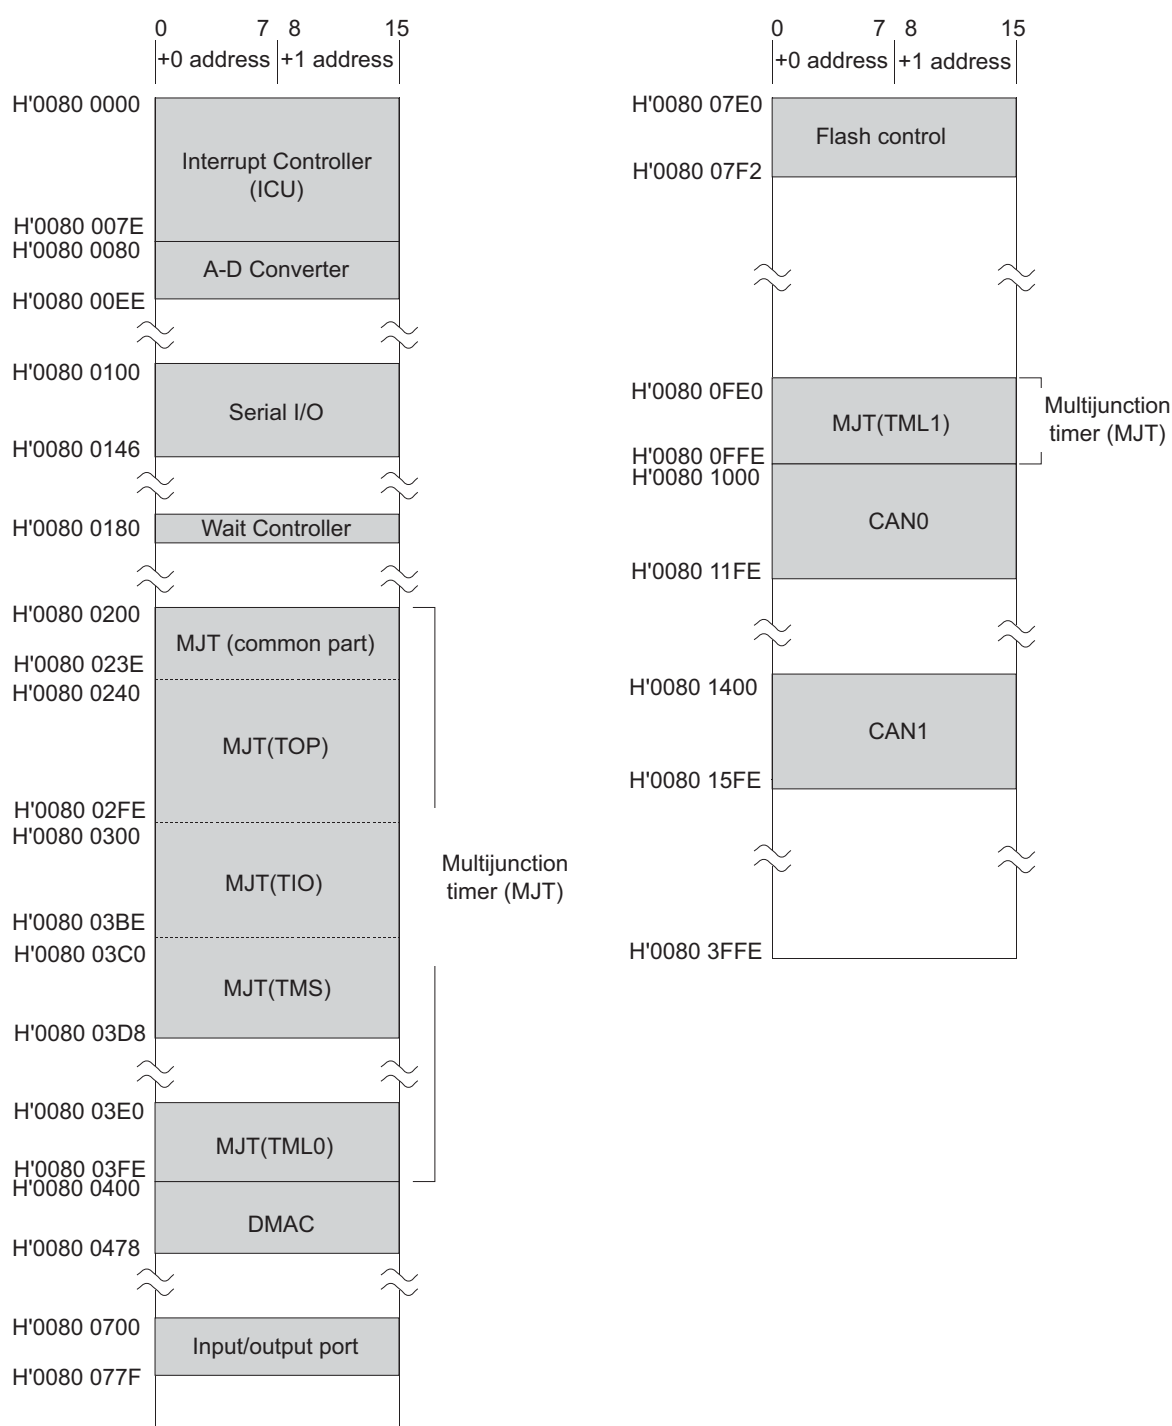 0 7 8 15
+0 address +1 address
H'0080 0000
Interrupt Controller
(ICU)
H'0080 007E
H'0080 0080
A-D Converter
H'0080 00EE
H'0080 0100
Serial I/O
H'0080 0146
H'0080 0180
Wait Controller
H'0080 0200
MJT (common part)
H'0080 023E
H'0080 0240
MJT(TOP)
H'0080 02FE
H'0080 0300
MJT(TIO)
Multijunction
timer (MJT)
H'0080 03BE
H'0080 03C0
MJT(TMS)
H'0080 03D8
H'0080 03E0
MJT(TML0)
H'0080 03FE
H'0080 0400
DMAC
H'0080 0478
H'0080 0700
Input/output port
H'0080 077F
0 7 8 15
+0 address +1 address
H'0080 07E0
Flash control
H'0080 07F2
H'0080 0FE0
MJT(TML1)
Multijunction
timer (MJT)
H'0080 0FFE
H'0080 1000
CAN0
H'0080 11FE
H'0080 1400
CAN1
H'0080 15FE
H'0080 3FFE